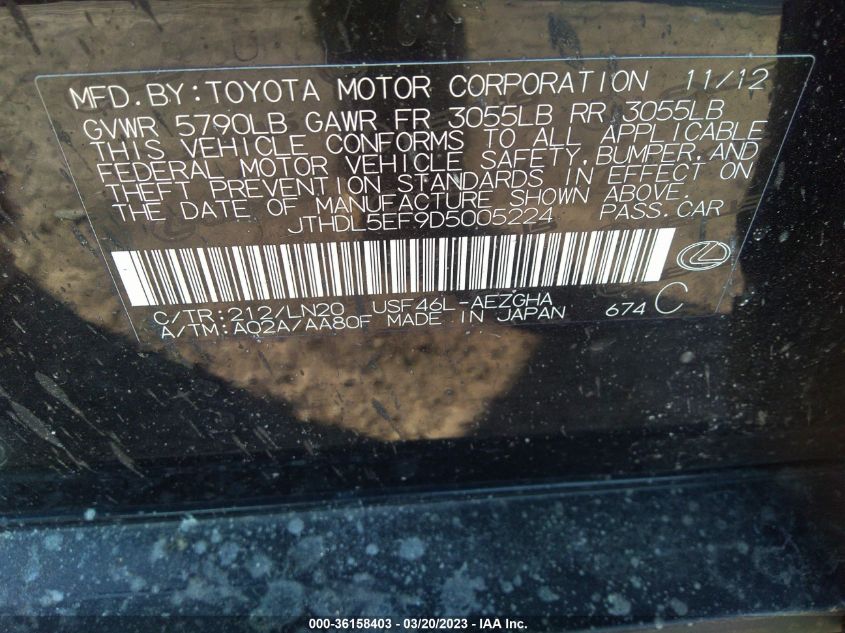 MFD.BY:TOYOTA MOTOR CORPORATION 11/12
GVWR 5790LB GAWR FR 3055LB RR 3055LB
THIS VEHICLE CONFORMS TO ALL APPLICABLE
FEDERAL MOTOR VEHICLE SAFETY,BUMPER,AND
THEFT PREVENTION STANDARDS IN EFFECT ON
THE DATE OF MANUFACTURE SHOWN ABOVE.
JTHDL5EF9D5005224 PASS.CAR
C/TR:212/LN20 USF46L-AEZGHA
A/TM:A02A/AA80F MADE IN JAPAN 674 C
000-36158403 — 03/20/2023 — IAA Inc.